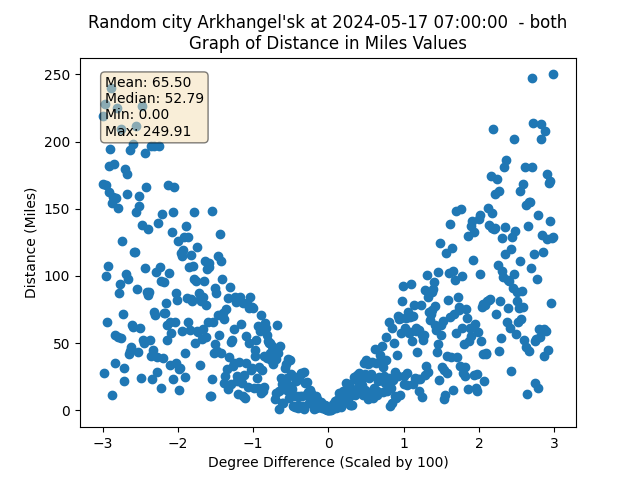 Random city Arkhangel'sk at 2024-05-17 07:00:00  - both
Graph of Distance in Miles Values
Mean: 65.50
Median: 52.79
Min: 0.00
Max: 249.91
Distance (Miles)
250
200
150
100
50
0
−3 −2 −1 0 1 2 3
Degree Difference (Scaled by 100)